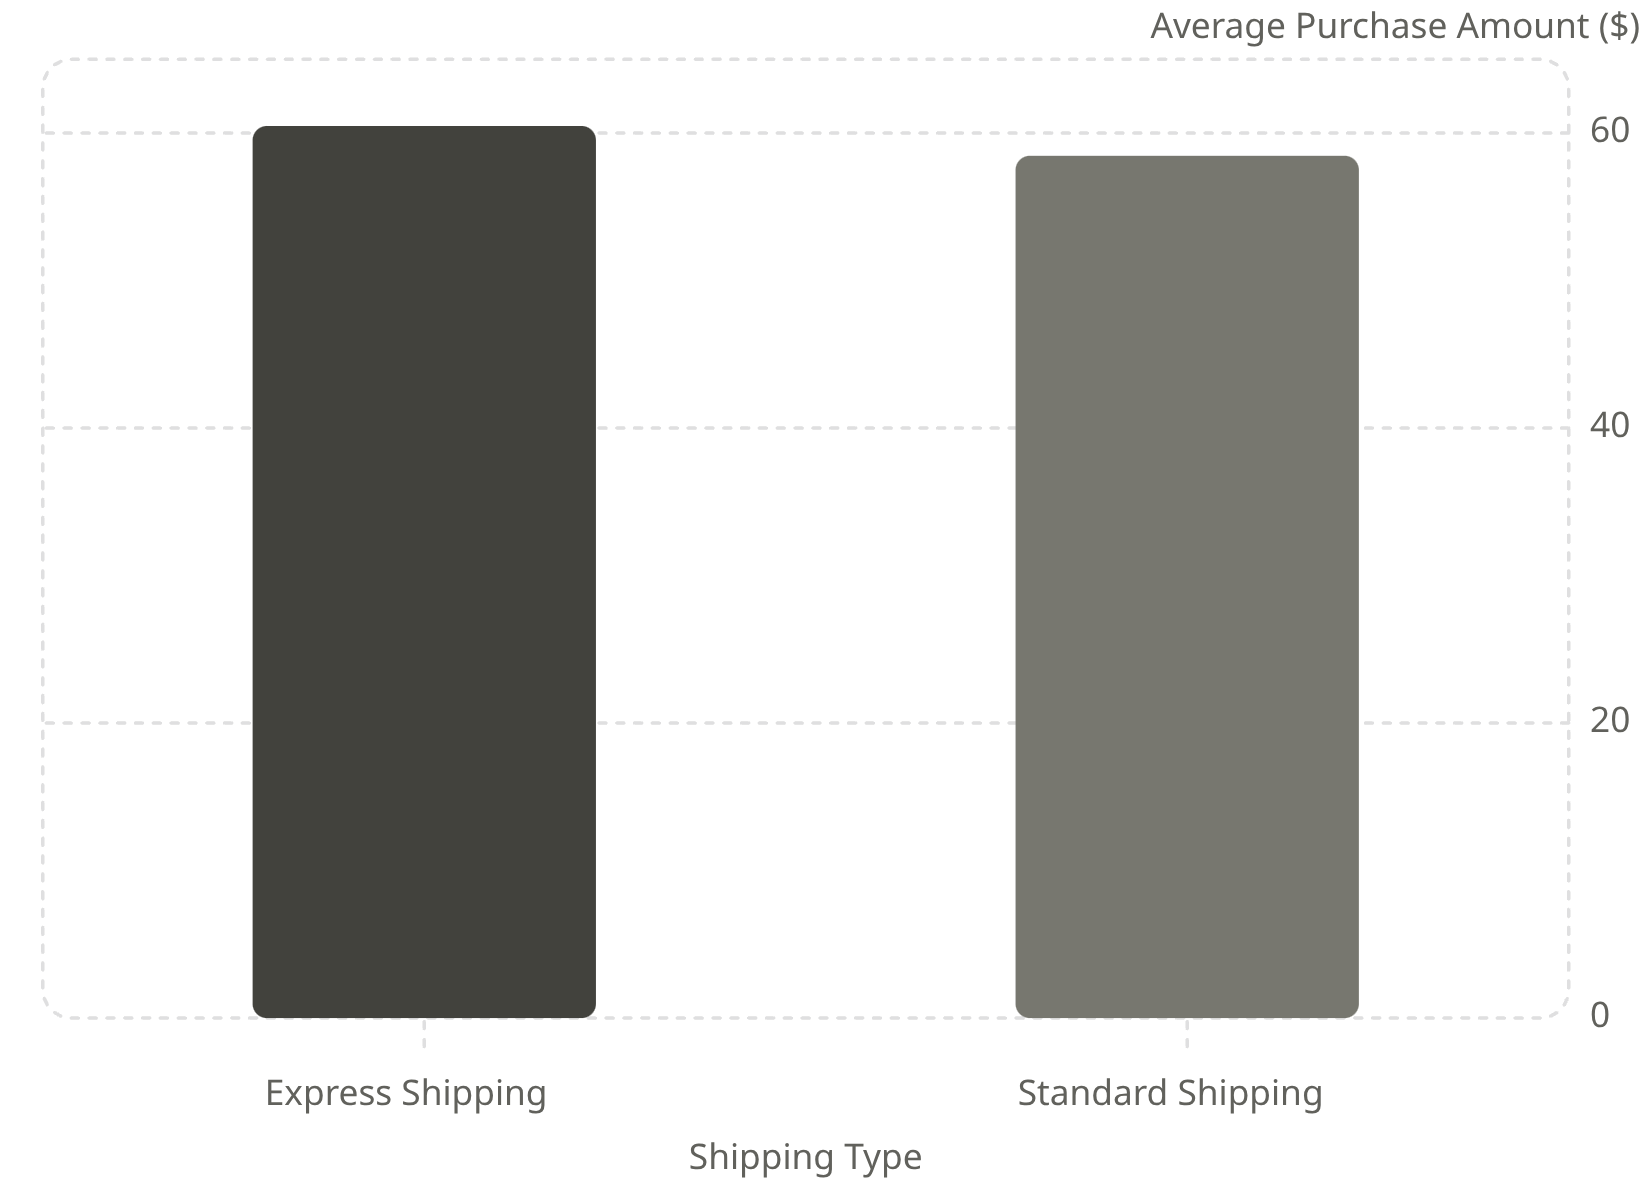 Average Purchase Amount ($)
60
40
20
0
Express Shipping
Standard Shipping
Shipping Type